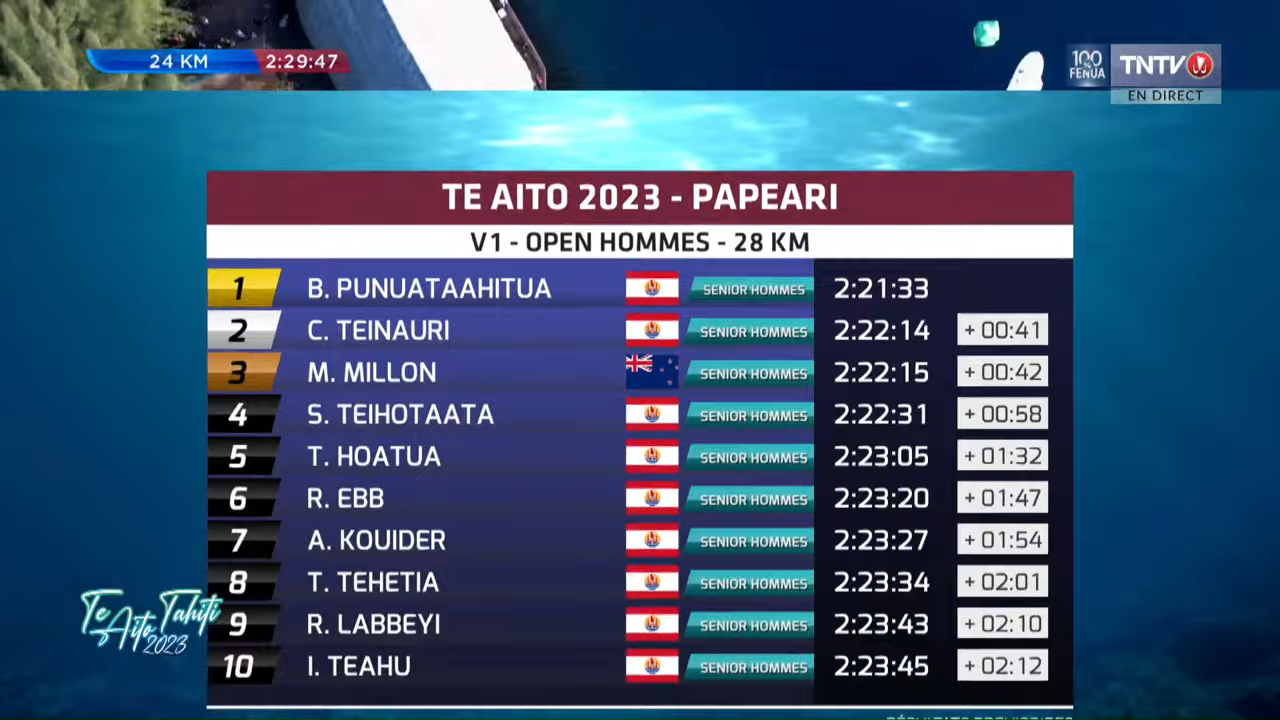 24 KM 2:29:47
100
%
FENUA
TNTV
EN DIRECT
TE AITO 2023 - PAPEARI
V1 - OPEN HOMMES - 28 KM
1 B. PUNUATAAHITUA SENIOR HOMMES 2:21:33
2 C. TEINAURI SENIOR HOMMES 2:22:14 + 00:41
3 M. MILLON SENIOR HOMMES 2:22:15 + 00:42
4 S. TEIHOTAATA SENIOR HOMMES 2:22:31 + 00:58
5 T. HOATUA SENIOR HOMMES 2:23:05 + 01:32
6 R. EBB SENIOR HOMMES 2:23:20 + 01:47
7 A. KOUIDER SENIOR HOMMES 2:23:27 + 01:54
8 T. TEHETIA SENIOR HOMMES 2:23:34 + 02:01
9 R. LABBEYI SENIOR HOMMES 2:23:43 + 02:10
10 I. TEAHU SENIOR HOMMES 2:23:45 + 02:12
Te Aito Tahiti
2023